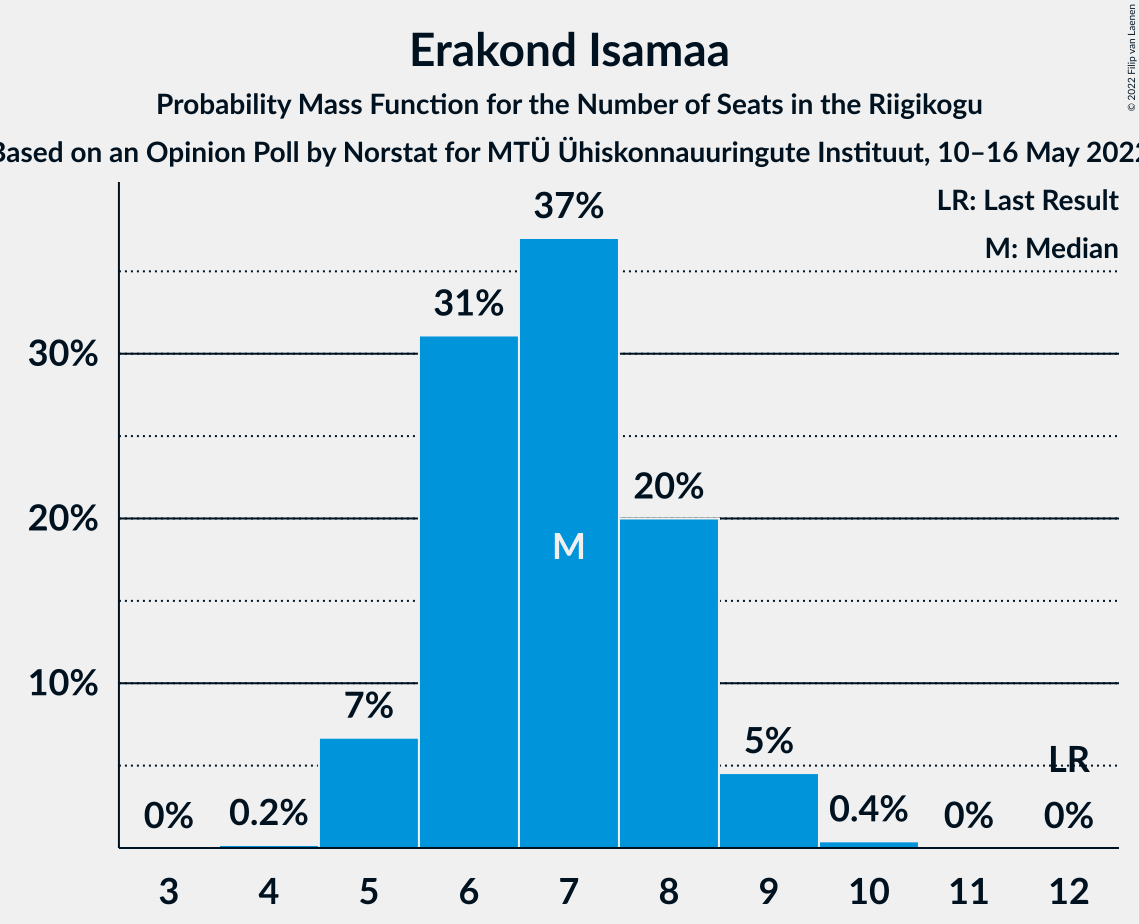 Erakond Isamaa
Probability Mass Function for the Number of Seats in the Riigikogu
Based on an Opinion Poll by Norstat for MTÜ Ühiskonnauuringute Instituut, 10–16 May 2022
© 2022 Filip van Laenen
LR: Last Result
M: Median
37%
31%
30%
20%
M
20%
10%
7%
5%
LR
0%
0.2%
0.4%
0%
0%
3 4 5 6 7 8 9 10 11 12